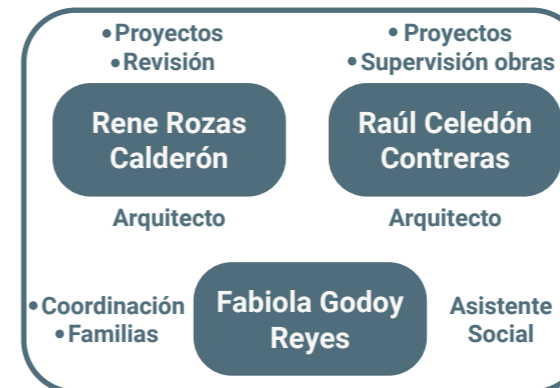 •Proyectos
•Revisión
Rene Rozas
Calderón
Arquitecto
• Proyectos
•Supervisión obras
Raúl Celedón
Contreras
Arquitecto
•Coordinación
•Familias
Fabiola Godoy
Reyes
Asistente
Social